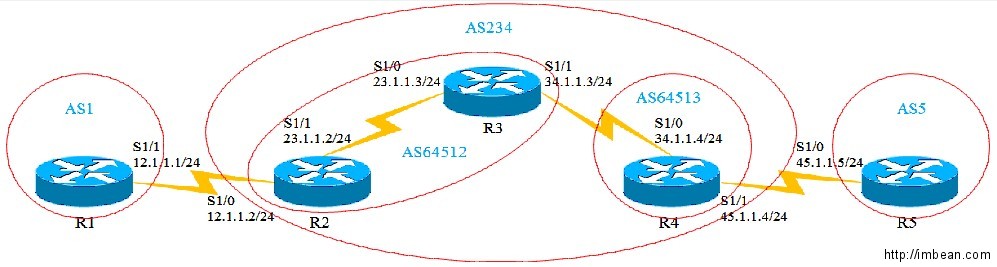 AS234
S1/0
23.1.1.3/24
S1/1
34.1.1.3/24
R3
AS1
S1/1
12.1.1.1/24
R1
S1/1
23.1.1.2/24
AS64512
S1/0
12.1.1.2/24
R2
AS64513
S1/0
34.1.1.4/24
R4
S1/1
45.1.1.4/24
AS5
S1/0
45.1.1.5/24
R5
http://imbean.com